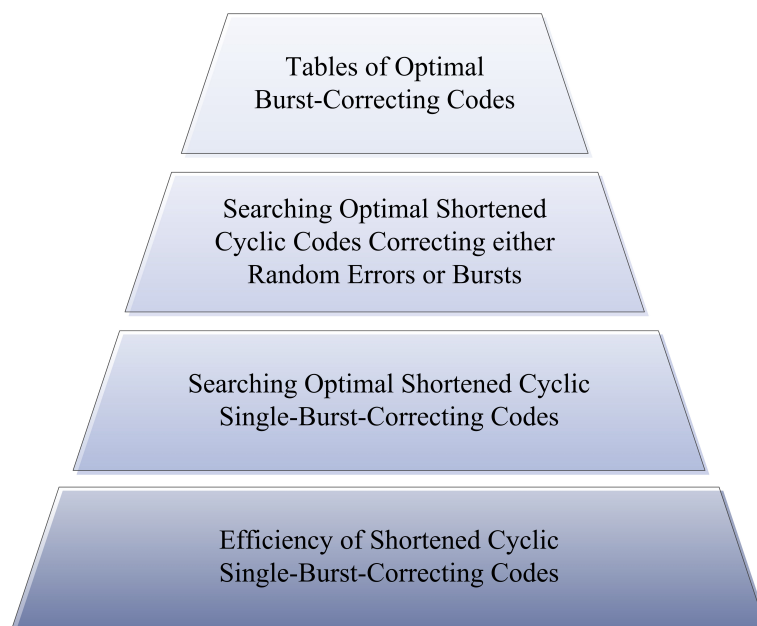 Tables of Optimal
Burst-Correcting Codes
Searching Optimal Shortened
Cyclic Codes Correcting either
Random Errors or Bursts
Searching Optimal Shortened Cyclic
Single-Burst-Correcting Codes
Efficiency of Shortened Cyclic
Single-Burst-Correcting Codes